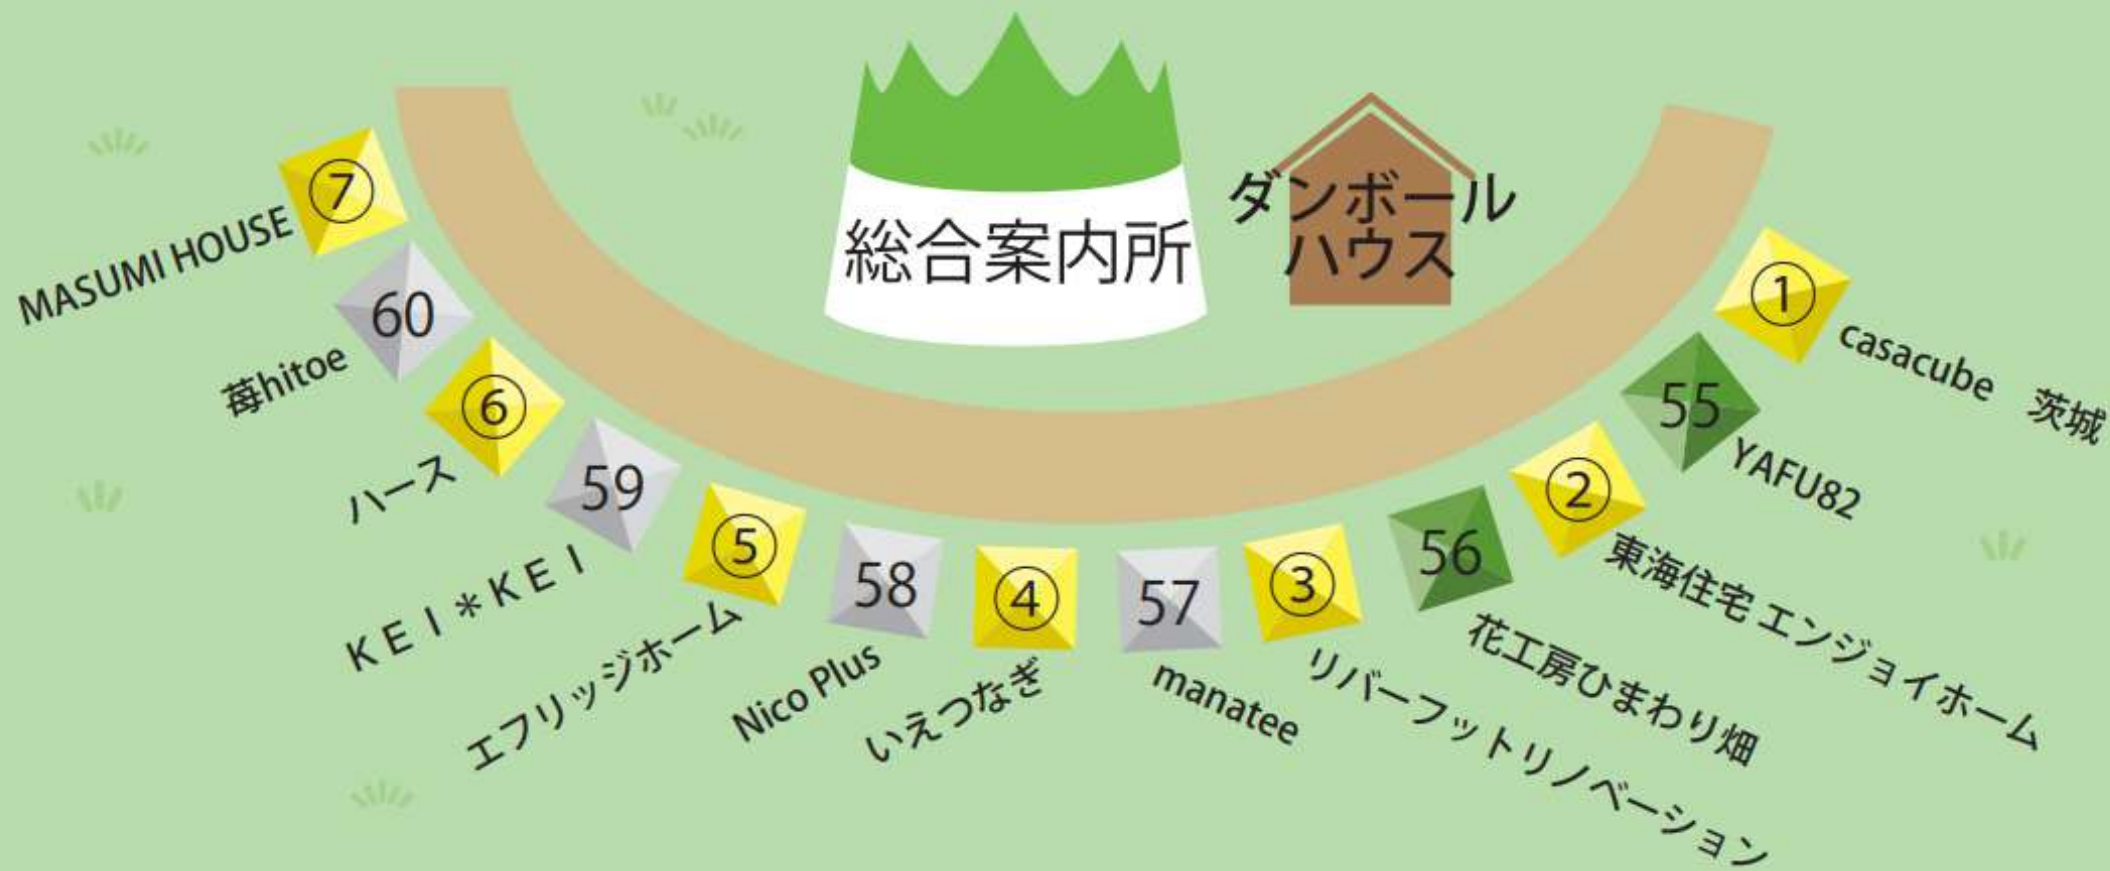 総合案内所
ダンボール
ハウス
⑦
MASUMI HOUSE
60
苺hitoe
⑥
ハース
59
ＫＥＩ＊ＫＥＩ
⑤
エフリッジホーム
58
Nico Plus
④
いえつなぎ
57
manatee
③
リバーフットリノベーション
56
花工房ひまわり畑
②
東海住宅 エンジョイホーム
55
YAFU82
①
casacube　茨城